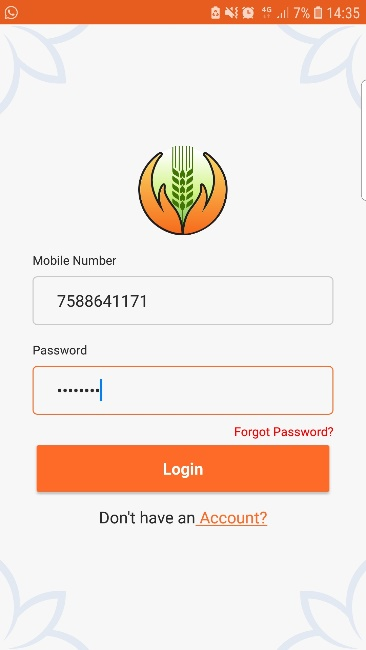 4G 7% 14:35
Mobile Number
7588641171
Password
••••••••
Forgot Password?
Login
Don't have an Account?